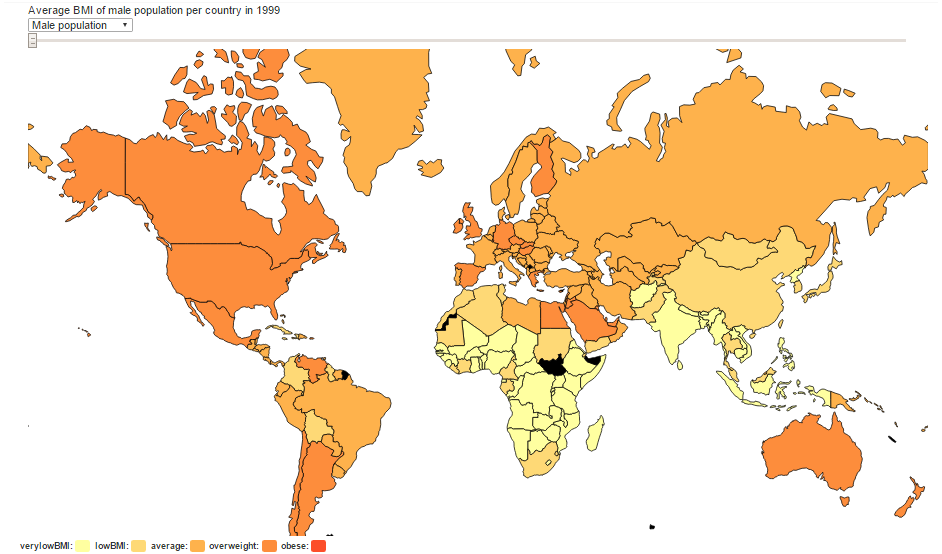 Average BMI of male population per country in 1999
Male population
verylowBMI: lowBMI: average: overweight: obese: